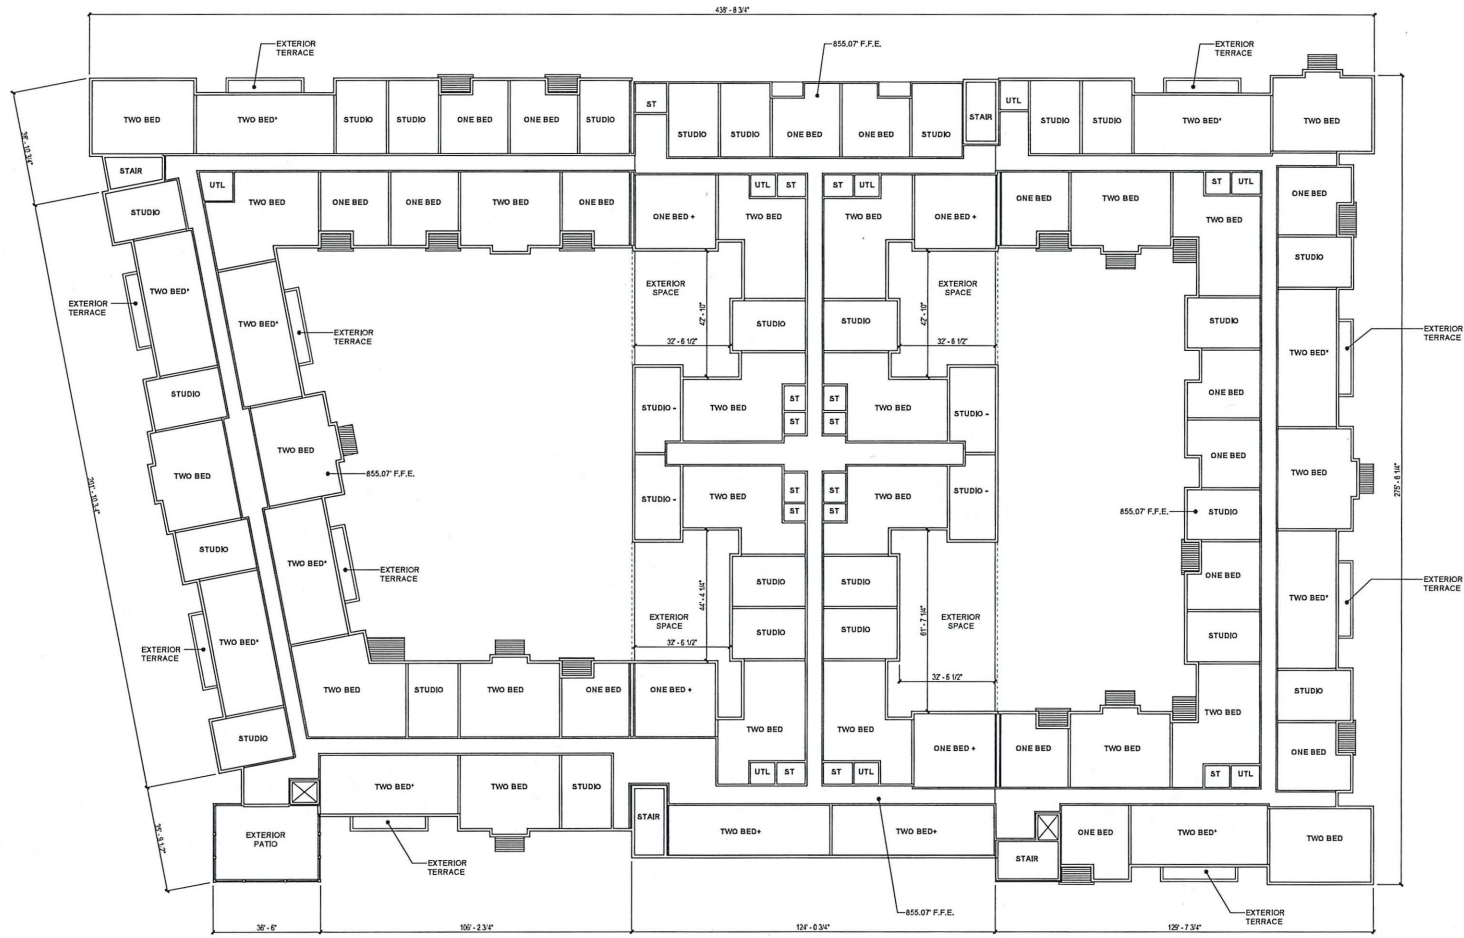 438' - 8 3/4"
EXTERIOR
TERRACE
855.07' F.F.E.
EXTERIOR
TERRACE
TWO BED
TWO BED*
STUDIO
STUDIO
ONE BED
ONE BED
STUDIO
ST
STUDIO
STUDIO
ONE BED
ONE BED
STUDIO
STAIR
UTL
STUDIO
STUDIO
TWO BED*
TWO BED
STAIR
UTL
TWO BED
ONE BED
ONE BED
TWO BED
ONE BED
ONE BED +
UTL
ST
TWO BED
ST
UTL
TWO BED
ONE BED +
ONE BED
TWO BED
ST
UTL
TWO BED
ONE BED
STUDIO
STUDIO
TWO BED*
EXTERIOR
TERRACE
TWO BED*
EXTERIOR
TERRACE
EXTERIOR
SPACE
42' - 10"
32' - 6 1/2"
STUDIO
STUDIO
EXTERIOR
SPACE
42' - 10"
32' - 6 1/2"
STUDIO
TWO BED*
EXTERIOR
TERRACE
STUDIO
STUDIO -
TWO BED
ST
ST
ST
ST
TWO BED
STUDIO -
ONE BED
TWO BED
TWO BED
855.07' F.F.E.
ONE BED
TWO BED
275' - 6 1/4"
201' - 10 3/4"
STUDIO -
TWO BED
ST
ST
ST
ST
TWO BED
STUDIO -
855.07' F.F.E.
STUDIO
STUDIO
TWO BED*
EXTERIOR
TERRACE
STUDIO
STUDIO
ONE BED
TWO BED*
EXTERIOR
TERRACE
44' - 4 1/4"
EXTERIOR
SPACE
32' - 6 1/2"
STUDIO
STUDIO
61' - 7 1/4"
EXTERIOR
SPACE
32' - 6 1/2"
STUDIO
TWO BED*
EXTERIOR
TERRACE
TWO BED
STUDIO
TWO BED
ONE BED
ONE BED +
TWO BED
TWO BED
TWO BED
STUDIO
STUDIO
UTL
ST
ST
UTL
ONE BED +
ONE BED
TWO BED
ST
UTL
ONE BED
TWO BED*
TWO BED
STUDIO
EXTERIOR
PATIO
EXTERIOR
TERRACE
STAIR
TWO BED+
TWO BED+
855.07' F.F.E.
STAIR
ONE BED
TWO BED*
TWO BED
EXTERIOR
TERRACE
36' - 6"
106' - 2 3/4"
124' - 0 3/4"
129' - 7 3/4"